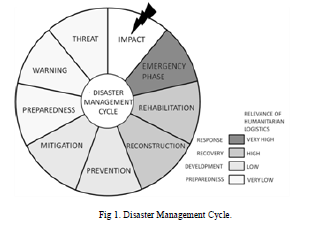 THREAT
IMPACT
WARNING
EMERGENCY
PHASE
DISASTER
MANAGEMENT
CYCLE
PREPAREDNESS
REHABILITATION
MITIGATION
RECONSTRUCTION
PREVENTION
RELEVANCE OF
HUMANITARIAN
LOGISTICS
RESPONSE VERY HIGH
RECOVERY HIGH
DEVELOPMENT LOW
PREPAREDNESS VERY LOW
Fig 1. Disaster Management Cycle.